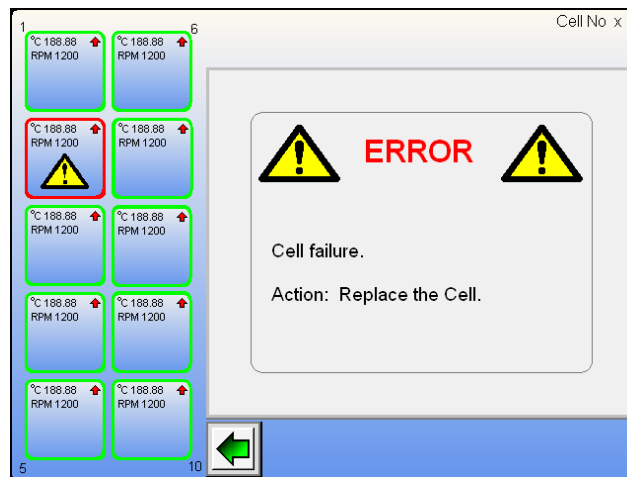 1
6
°C 188.88
RPM 1200
°C 188.88
RPM 1200
°C 188.88
RPM 1200
°C 188.88
RPM 1200
°C 188.88
RPM 1200
°C 188.88
RPM 1200
°C 188.88
RPM 1200
°C 188.88
RPM 1200
°C 188.88
RPM 1200
°C 188.88
RPM 1200
5
10
Cell No x
ERROR
Cell failure.
Action: Replace the Cell.